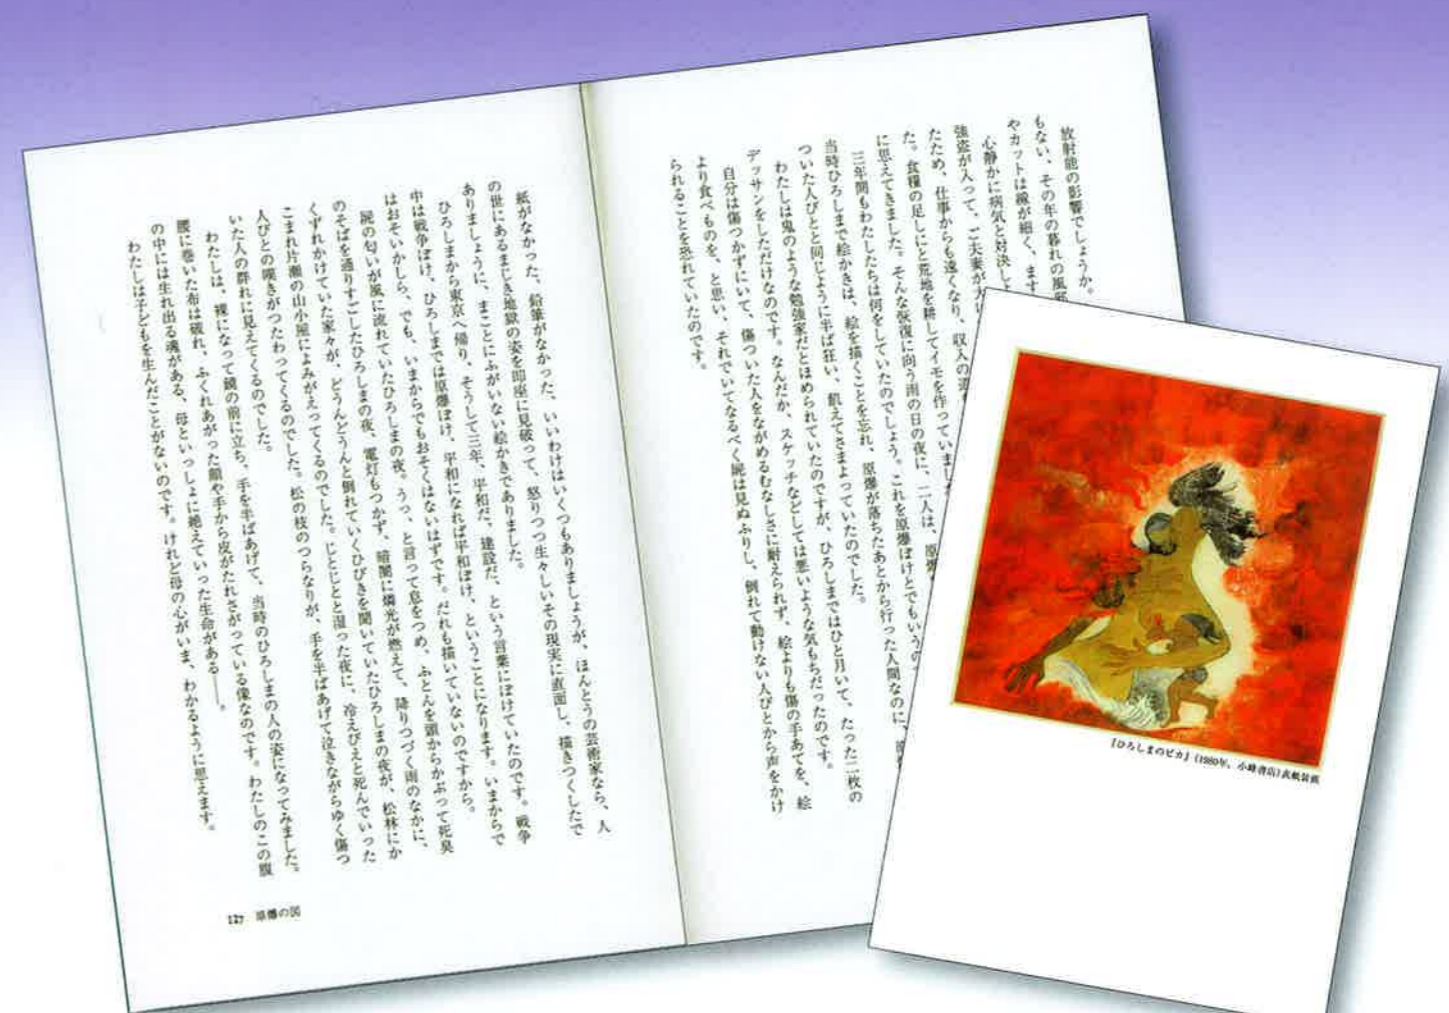 放射能の影響でしょうか。
もない、その年の暮れの風邪
やカットは線が細く、ます
心静かに病気と対決し
強盗が入って、ご夫妻が
たため、仕事からも遠くなり、収入の道
た。食糧の足しにと荒地を耕してイモを作っていました
に思えてきました。そんな恢復に向う雨の日の夜に、二人は、原爆
三年間もわたしたちは何をしていたのでしょう。これを原爆ぼけとでもいうの
当時ひろしまで絵かきは、絵を描くことを忘れ、原爆が落ちたあとから行った人間なのに、
ついた人びとと同じように半ば狂い、飢えてさまよっていたのでした。
わたしは鬼のような勉強家だとほめられていたのですが、ひろしまではひと月いて、たった二枚の
デッサンをしただけなのです。なんだか、スケッチなどしては悪いような気もちだったのです。
自分は傷つかずにいて、傷ついた人をながめるむなしさに耐えられず、絵よりも傷の手あてを、絵
より食べものを、と思い、それでいてなるべく屍は見ぬふりし、倒れて動けない人びとから声をかけ
られることを恐れていたのです。
紙がなかった、鉛筆がなかった、いいわけはいくつもありましょうが、ほんとうの芸術家なら、人
の世にあるまじき地獄の姿を即座に見破って、怒りつつ生々しいその現実に直面し、描きつくしたで
ありましょうに、まことにふがいない絵かきでありました。
ひろしまから東京へ帰り、そうして三年、平和だ、建設だ、という言葉にぼけていたのです。戦争
中は戦争ぼけ、ひろしまでは原爆ぼけ、平和になれば平和ぼけ、ということになります。いまからで
はおそいかしら、でも、いまからでもおそくはないはずです。だれも描いていないのですから。
屍の匂いが風に流れていたひろしまの夜。うっ、と言って息をつめ、ふとんを頭からかぶって死臭
のそばを通りすごしたひろしまの夜、電灯もつかず、暗闇に燐光が燃えて、降りつづく雨のなかに、
くずれかけていた家々が、どうんどうんと倒れていくひびきを聞いていたひろしまの夜が、松林にか
こまれ片瀬の山小屋によみがえってくるのでした。じとじとと湿った夜に、冷えびえと死んでいった
人びとの嘆きがつたわってくるのでした。松の枝のつらなりが、手を半ばあげて泣きながらゆく傷つ
いた人の群れに見えてくるのでした。
わたしは、裸になって鏡の前に立ち、手を半ばあげて、当時のひろしまの人の姿になってみました。
腰に巻いた布は破れ、ふくれあがった顔や手から皮がたれさがっている像なのです。わたしのこの腹
の中には生れ出る魂がある、母といっしょに絶えていった生命がある――。
わたしは子どもを生んだことがないのです。けれど母の心がいま、わかるように思えます。
127 原爆の図
『ひろしまのピカ』(1980年、小峰書店)表紙装画